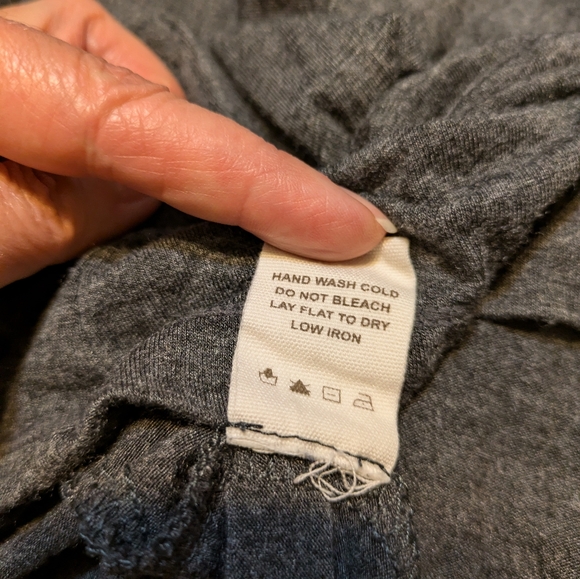 HAND WASH COLD
DO NOT BLEACH
LAY FLAT TO DRY
LOW IRON